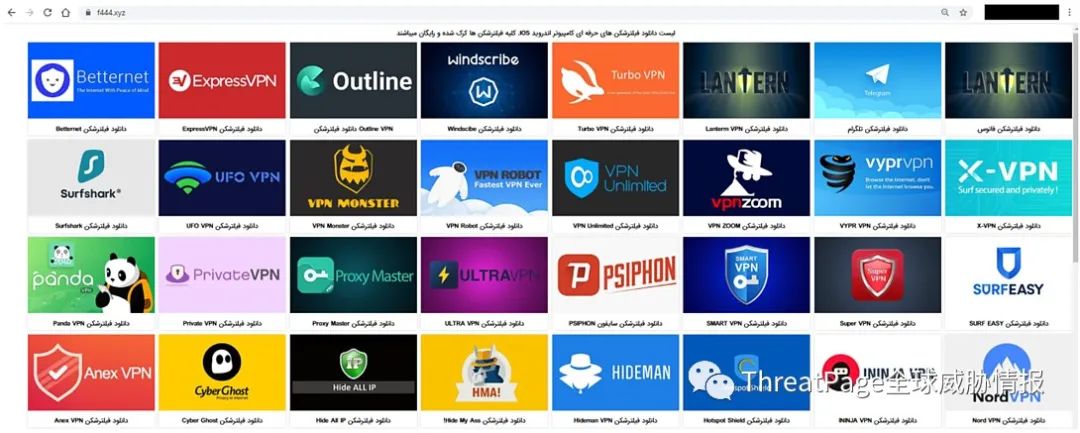 f444.xyz
لیست دانلود فیلترشکن های حرفه ای کامپیوتر اندروید IOS. کلیه فیلترشکن ها کرک شده و رایگان میباشند
Betternet
The Internet With Peace of Mind
ExpressVPN
Outline
windscribe
Turbo VPN
LANTERN
Telegram
LANTERN
دانلود فیلترشکن Betternet
دانلود فیلترشکن ExpressVPN
دانلود فیلترشکن Outline VPN
دانلود فیلترشکن Windscibe
دانلود فیلترشکن Turbo VPN
دانلود فیلترشکن Lanterm VPN
دانلود فیلترشکن تلگرام
دانلود فیلترشکن فانوس
Surfshark®
UFO VPN
VPN MONSTER
VPN ROBOT
Fastest VPN Ever
VPN Unlimited
vpnzoom
vyprvpn
Browse the Internet, don't
let the Internet browse you.
X-VPN
Surf secured and privately!
دانلود فیلترشکن Surfshark
دانلود فیلترشکن UFO VPN
دانلود فیلترشکن VPN Monster
دانلود فیلترشکن VPN Robot
دانلود فیلترشکن VPN Unlimited
دانلود فیلترشکن VPN ZOOM
دانلود فیلترشکن VYPR VPN
دانلود فیلترشکن X-VPN
panda
VPN
PrivateVPN
Proxy Master
ULTRAVPN
PSIPHON
SMART
VPN
Super
VPN
SURFEASY
دانلود فیلترشکن Panda VPN
دانلود فیلترشکن Private VPN
دانلود فیلترشکن Proxy Master
دانلود فیلترشکن ULTRA VPN
دانلود فیلترشکن سایفون PSIPHON
دانلود فیلترشکن SMART VPN
دانلود فیلترشکن Super VPN
دانلود فیلترشکن SURF EASY
Anex VPN
CyberGhost
Privacy on Internet
IP
Hide ALL IP
HMA!
HIDEMAN
Hotspot Shield
ININJA VPN
NordVPN
ThreatPage全球威胁情报
دانلود فیلترشکن Anex VPN
دانلود فیلترشکن Cyber Ghost
دانلود فیلترشکن Hide All IP
دانلود فیلترشکن Hide My Ass!
دانلود فیلترشکن Hideman VPN
دانلود فیلترشکن Hotspot Shield
دانلود فیلترشکن ININJA VPN
دانلود فیلترشکن Nord VPN